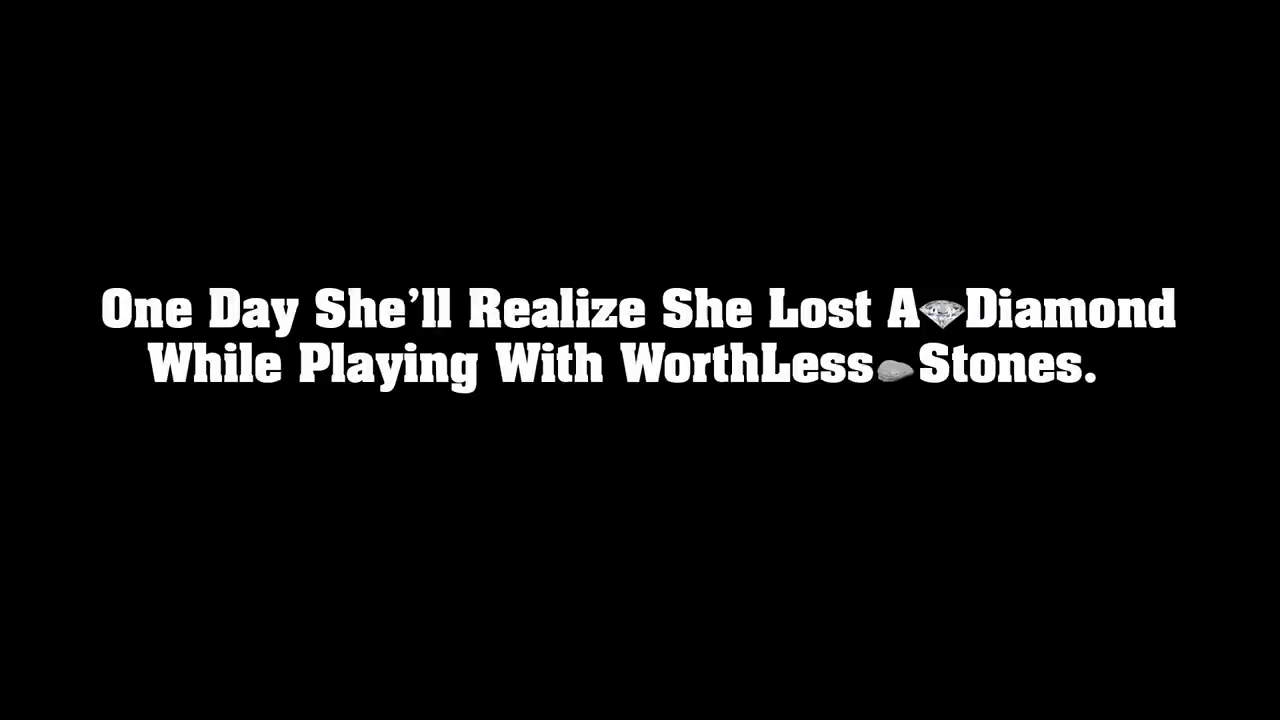 One Day She’ll Realize She Lost A💎Diamond
While Playing With WorthLess🪨Stones.